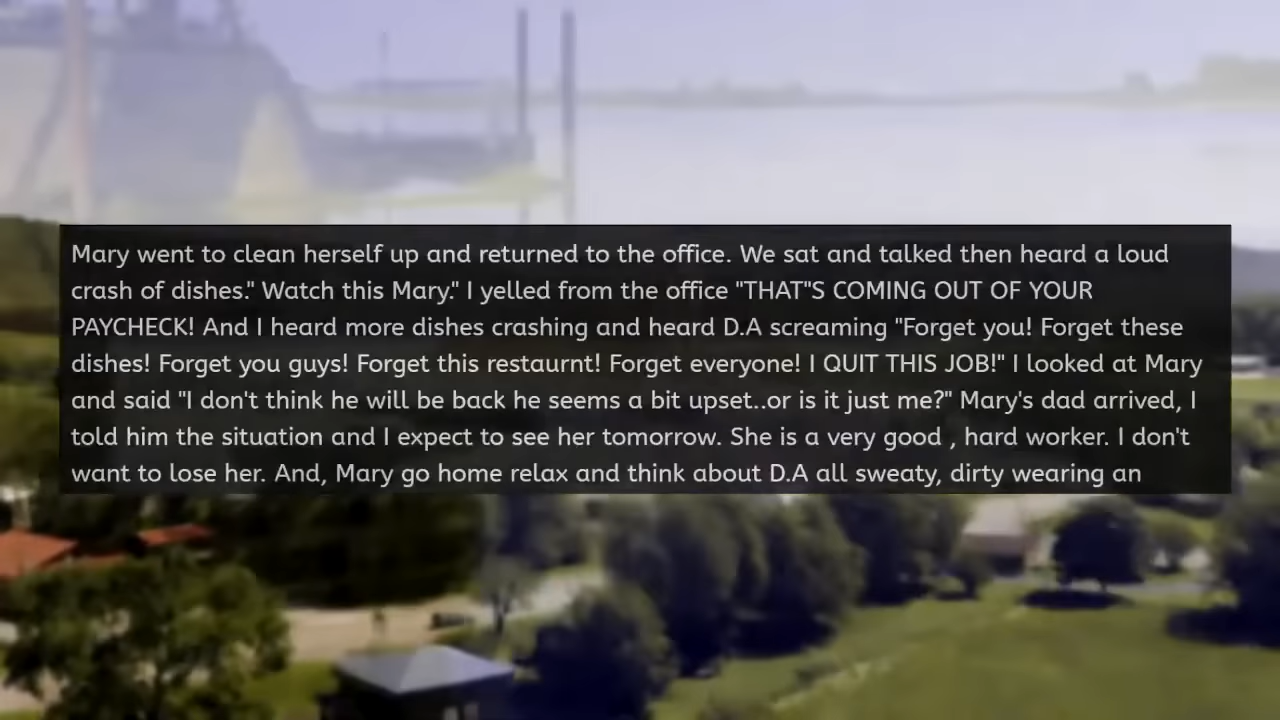 Mary went to clean herself up and returned to the office. We sat and talked then heard a loud
crash of dishes." Watch this Mary." I yelled from the office "THAT"S COMING OUT OF YOUR
PAYCHECK! And I heard more dishes crashing and heard D.A screaming "Forget you! Forget these
dishes! Forget you guys! Forget this restaurnt! Forget everyone! I QUIT THIS JOB!" I looked at Mary
and said "I don't think he will be back he seems a bit upset..or is it just me?" Mary's dad arrived, I
told him the situation and I expect to see her tomorrow. She is a very good , hard worker. I don't
want to lose her. And, Mary go home relax and think about D.A all sweaty, dirty wearing an